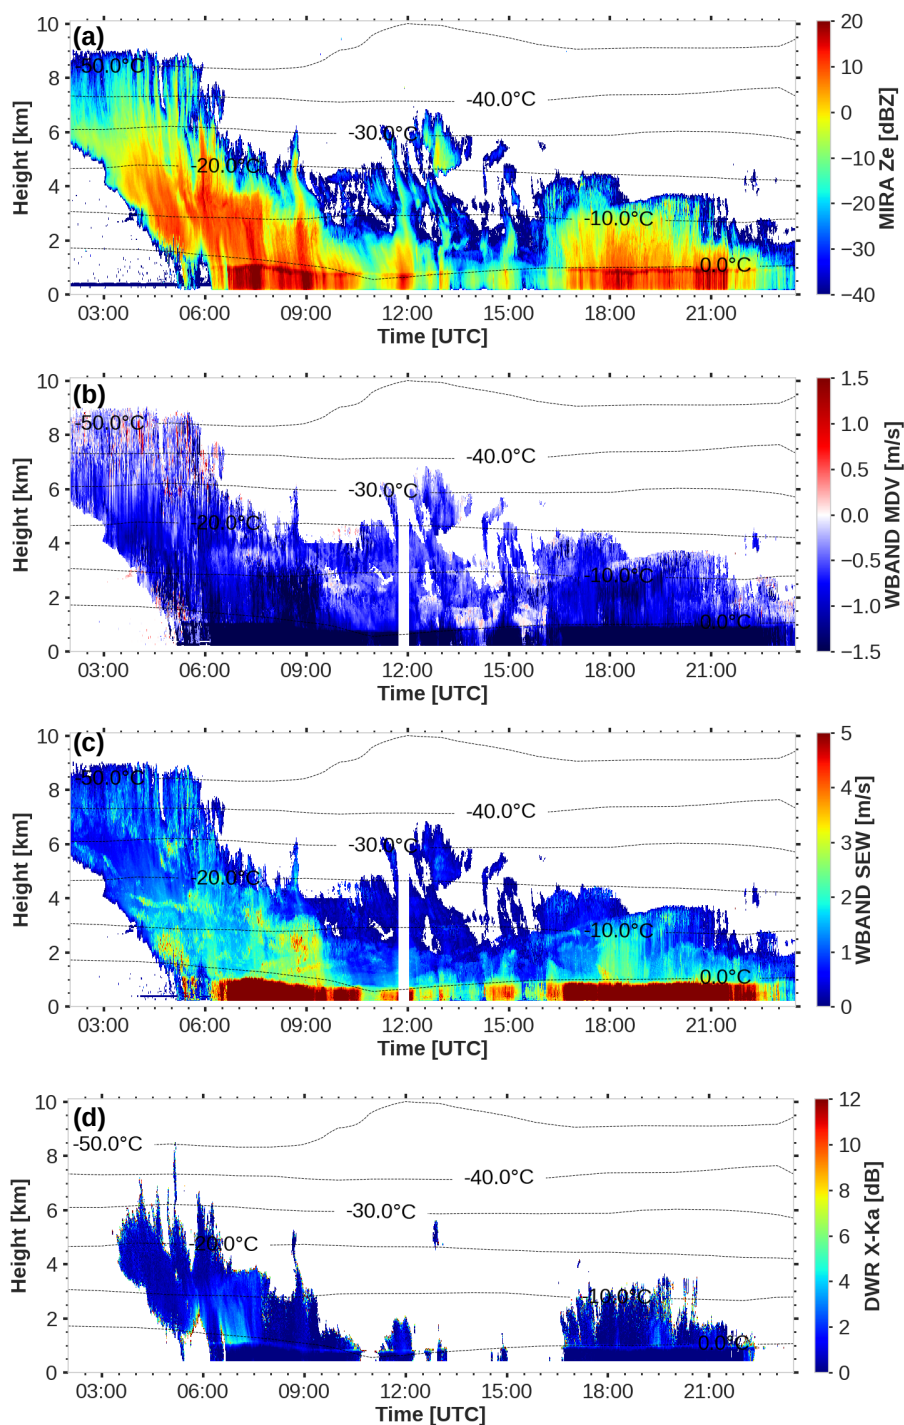 (a)
10
8
6
4
2
0
Height [km]
-50.0°C
-40.0°C
-30.0°C
-20.0°C
-10.0°C
0.0°C
03:00 06:00 09:00 12:00 15:00 18:00 21:00
Time [UTC]
20
10
0
−10
−20
−30
−40
MIRA Ze [dBZ]
(b)
10
8
6
4
2
0
Height [km]
-50.0°C
-40.0°C
-30.0°C
-20.0°C
-10.0°C
0.0°C
03:00 06:00 09:00 12:00 15:00 18:00 21:00
Time [UTC]
1.5
1.0
0.5
0.0
−0.5
−1.0
−1.5
WBAND MDV [m/s]
(c)
10
8
6
4
2
0
Height [km]
-50.0°C
-40.0°C
-30.0°C
-20.0°C
-10.0°C
0.0°C
03:00 06:00 09:00 12:00 15:00 18:00 21:00
Time [UTC]
5
4
3
2
1
0
WBAND SEW [m/s]
(d)
10
8
6
4
2
0
Height [km]
-50.0°C
-40.0°C
-30.0°C
-20.0°C
-10.0°C
0.0°C
03:00 06:00 09:00 12:00 15:00 18:00 21:00
Time [UTC]
12
10
8
6
4
2
0
DWR X-Ka [dB]